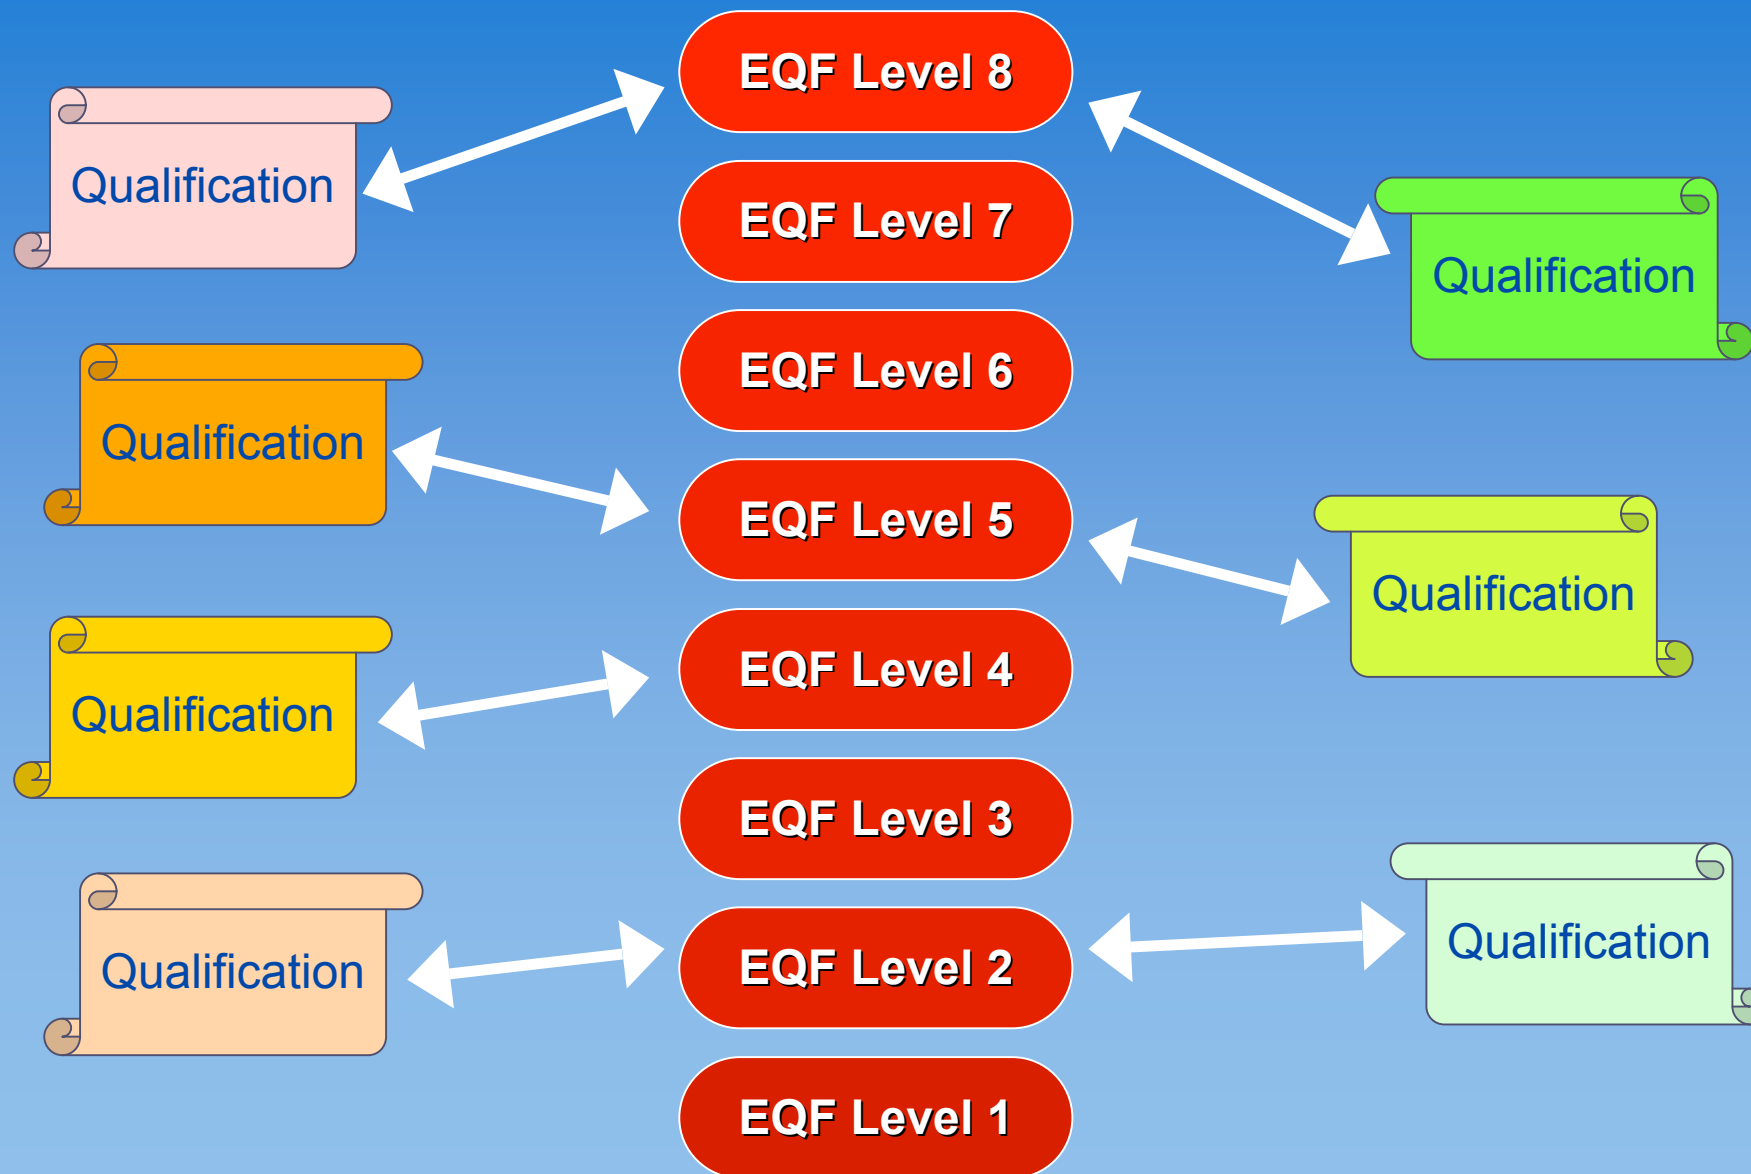 EQF Level 8
Qualification
EQF Level 7
Qualification
EQF Level 6
Qualification
EQF Level 5
Qualification
EQF Level 4
Qualification
EQF Level 3
Qualification
EQF Level 2
Qualification
EQF Level 1